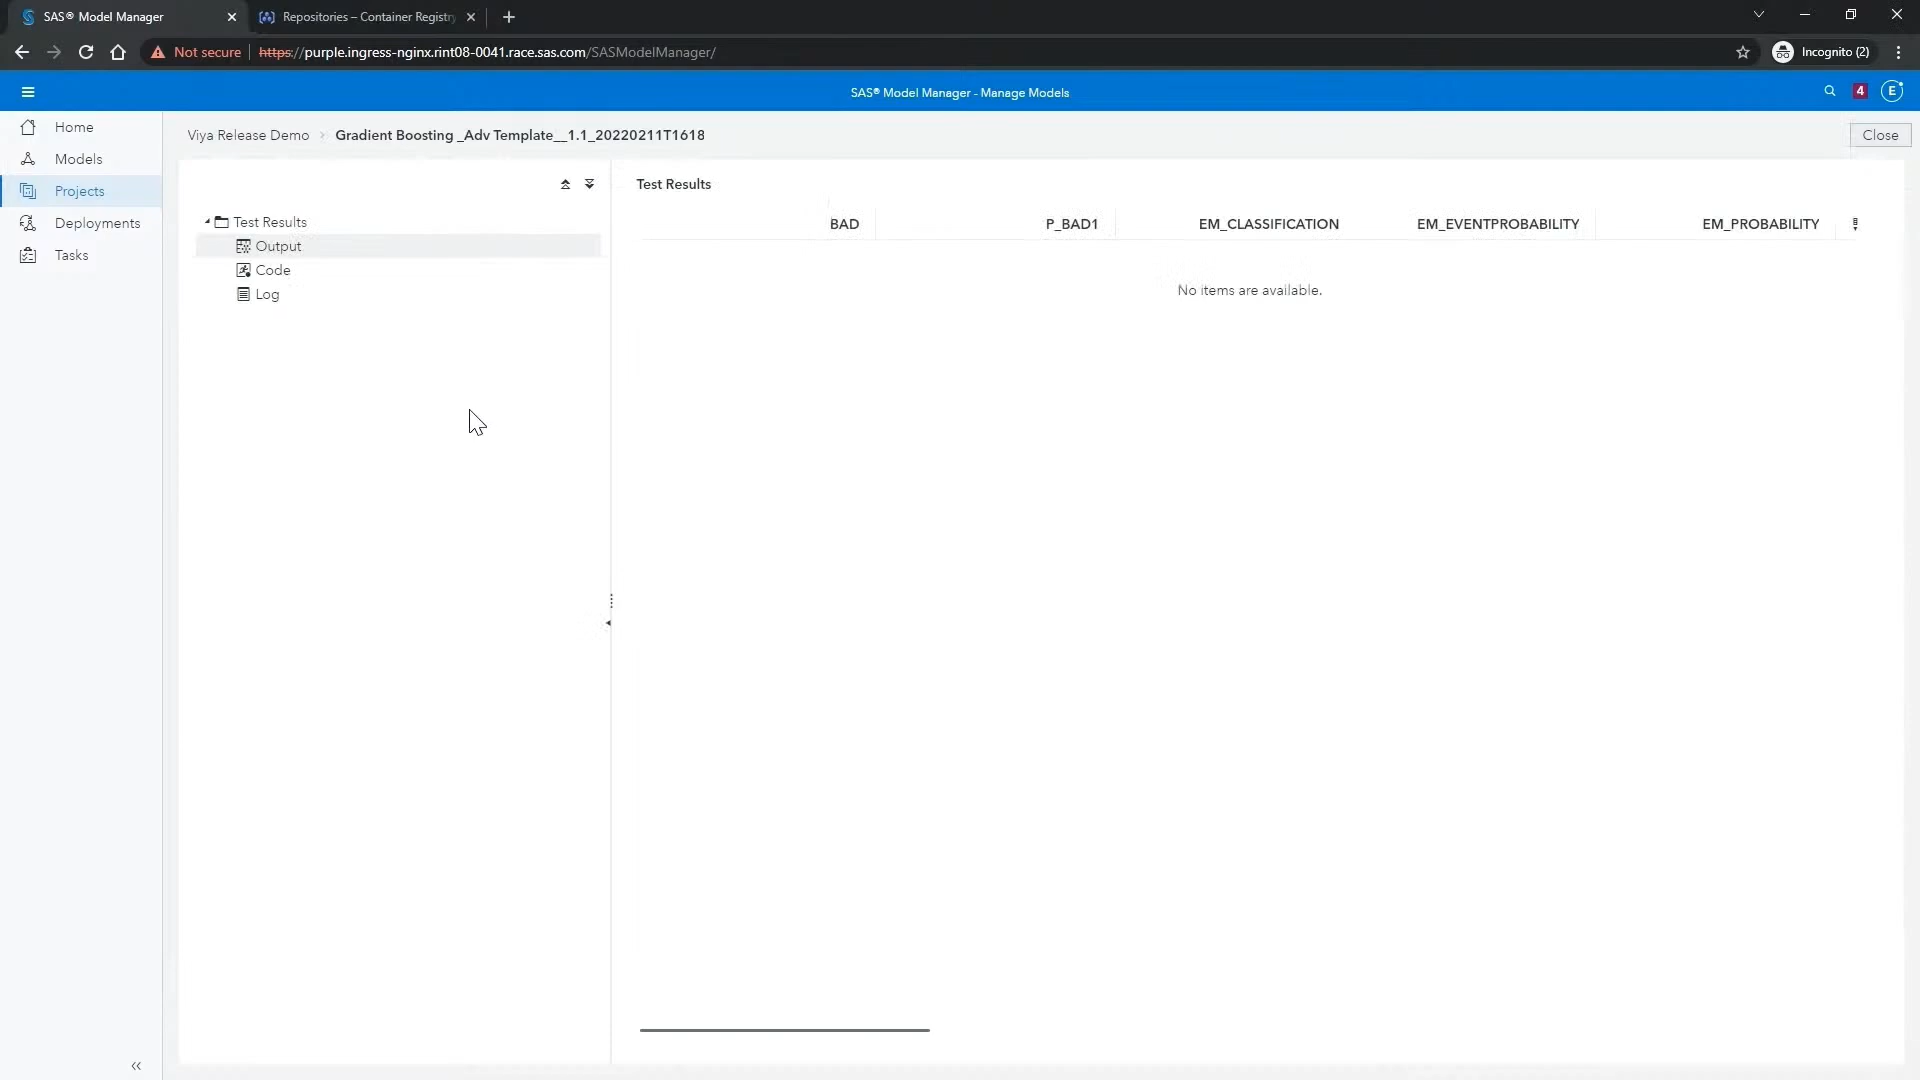 SAS® Model Manager
Repositories – Container Registry
Not secure
https://purple.ingress-nginx.rint08-0041.race.sas.com/SASModelManager/
Incognito (2)
SAS® Model Manager - Manage Models
4
E
Home
Models
Projects
Deployments
Tasks
Viya Release Demo
Gradient Boosting _Adv Template__1.1_20220211T1618
Close
Test Results
Output
Code
Log
Test Results
BAD
P_BAD1
EM_CLASSIFICATION
EM_EVENTPROBABILITY
EM_PROBABILITY
No items are available.